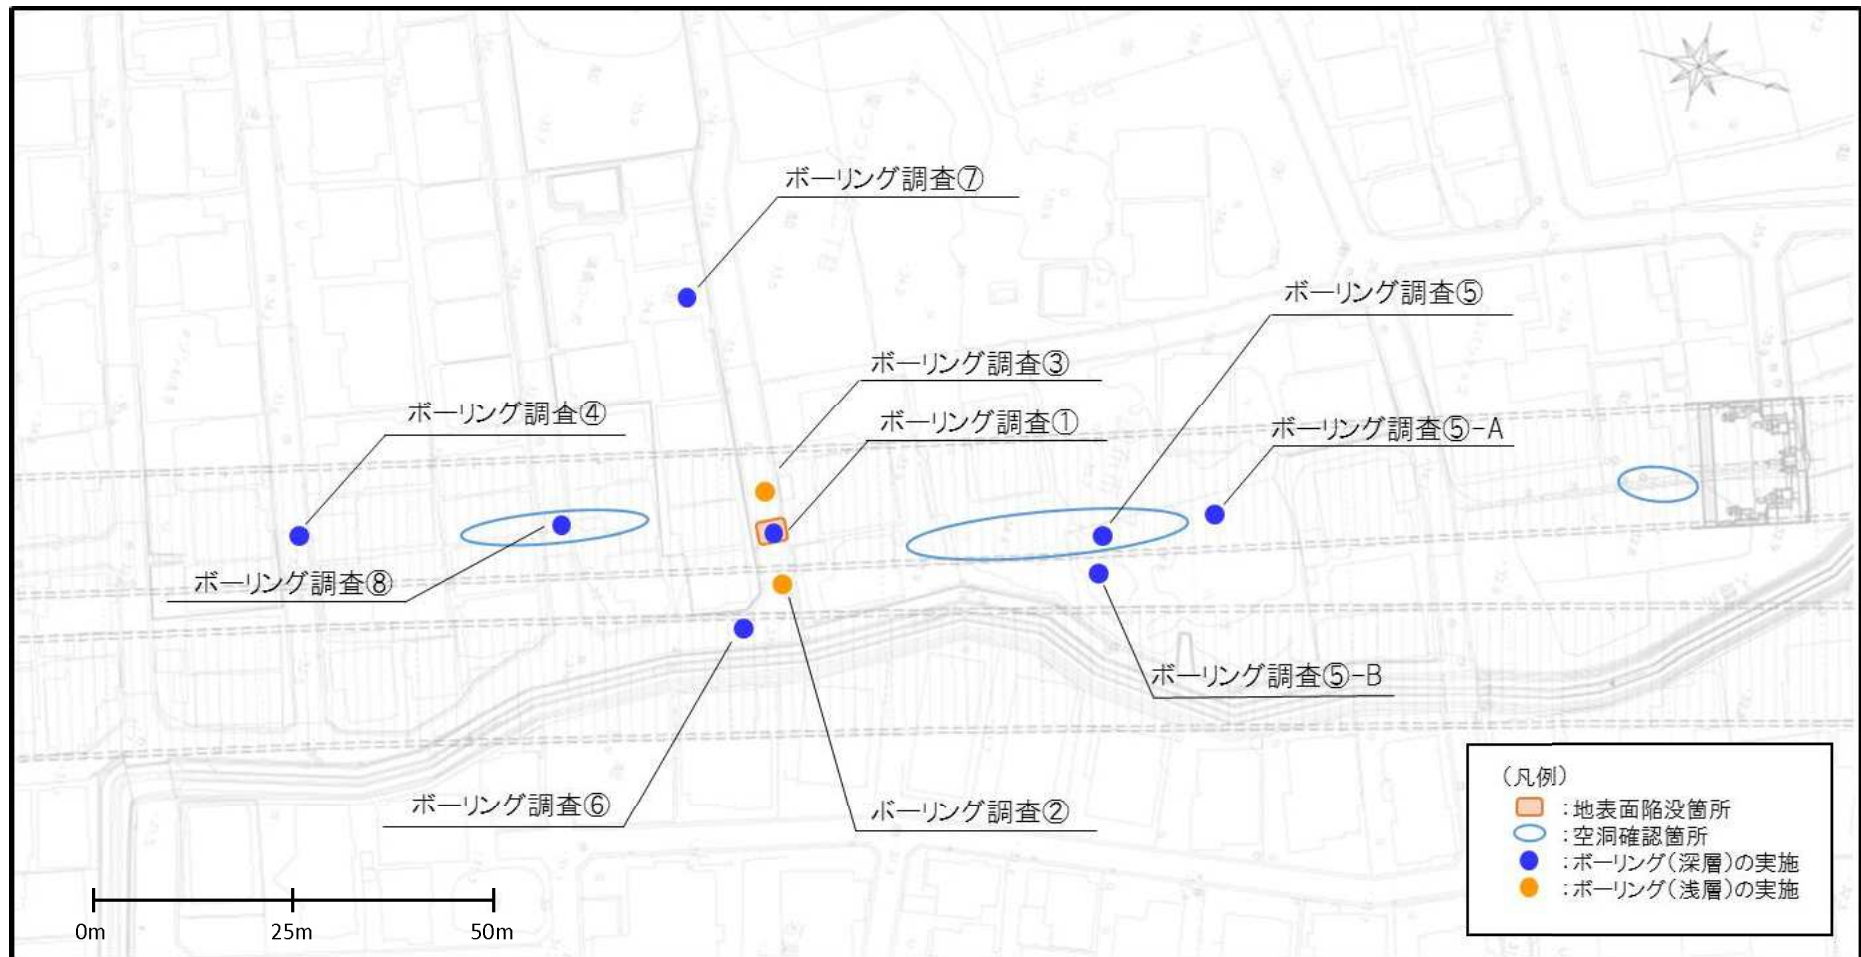 ボーリング調査⑦
ボーリング調査⑤
ボーリング調査③
ボーリング調査④
ボーリング調査①
ボーリング調査⑤-A
ボーリング調査⑧
ボーリング調査⑤-B
ボーリング調査⑥
ボーリング調査②
(凡例)
:地表面陥没箇所
:空洞確認箇所
:ボーリング(深層)の実施
:ボーリング(浅層)の実施
0m 25m 50m